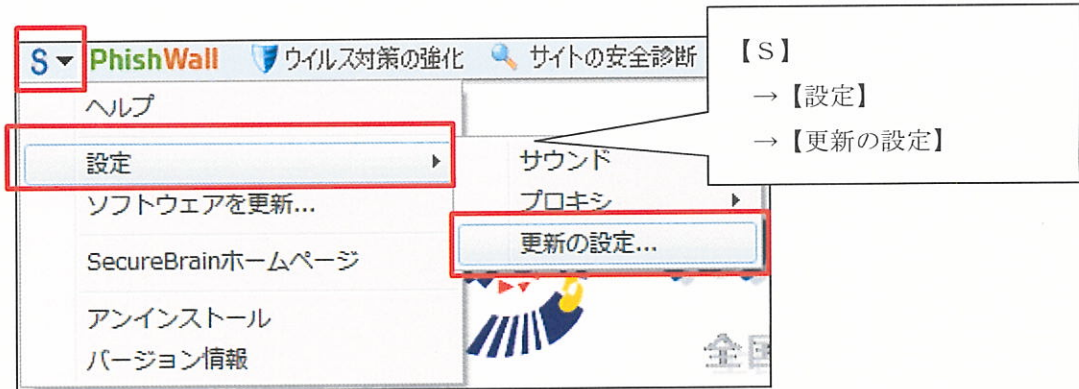 S ▼ PhishWall ウイルス対策の強化 サイトの安全診断
ヘルプ
設定
ソフトウェアを更新...
SecureBrainホームページ
アンインストール
バージョン情報
サウンド
プロキシ
更新の設定...
【S】
→【設定】
→【更新の設定】
全国